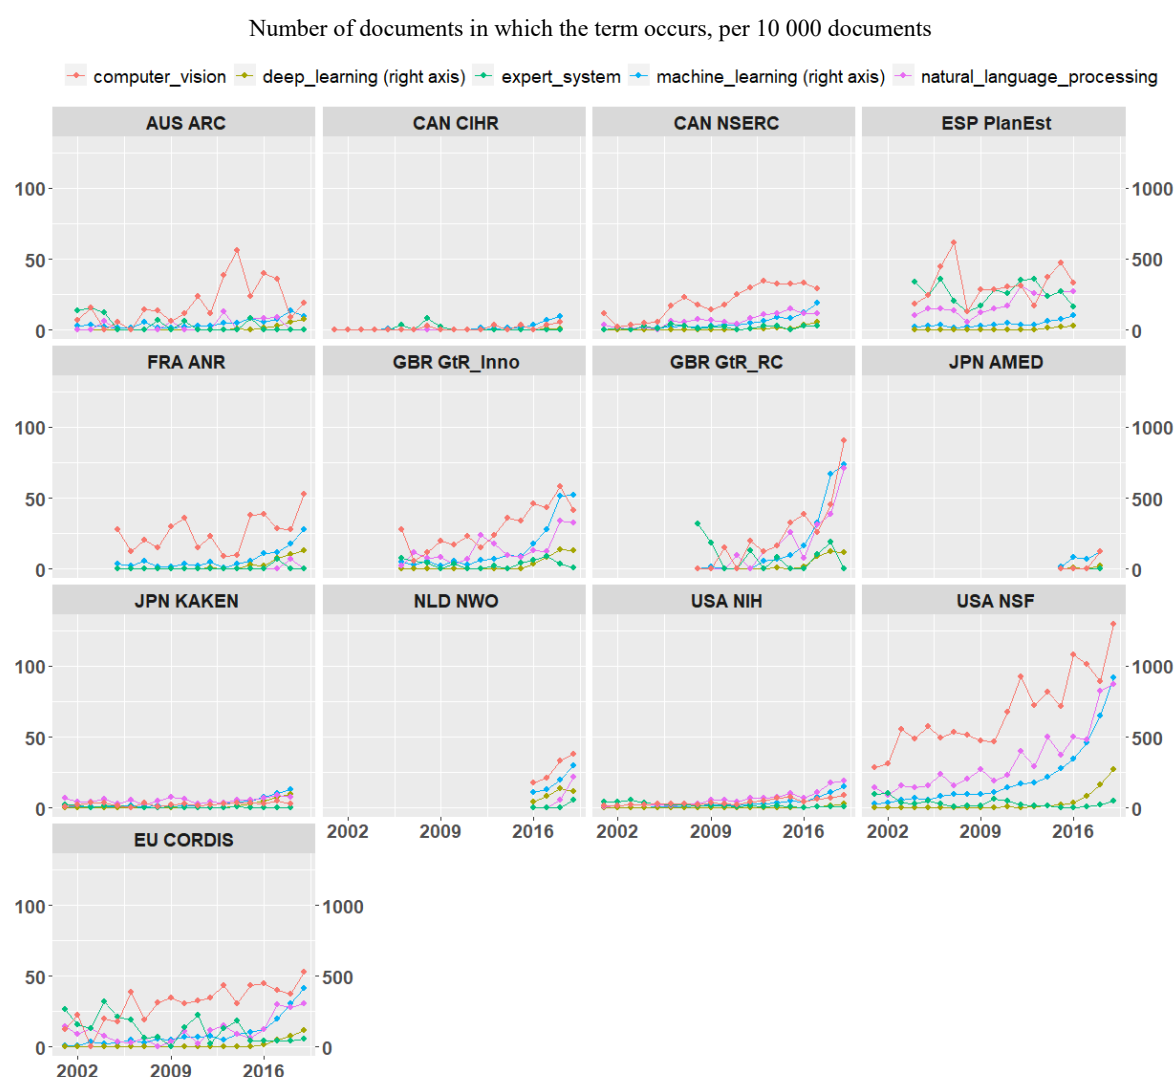 Number of documents in which the term occurs, per 10 000 documents
computer_vision deep_learning (right axis) expert_system machine_learning (right axis) natural_language_processing
AUS ARC CAN CIHR CAN NSERC ESP PlanEst
100 1000
50 500
0 0
FRA ANR GBR GtR_Inno GBR GtR_RC JPN AMED
100 1000
50 500
0 0
JPN KAKEN NLD NWO USA NIH USA NSF
100 1000
50 500
0 0
2002 2009 2016 2002 2009 2016 2002 2009 2016
EU CORDIS
100 1000
50 500
0 0
2002 2009 2016